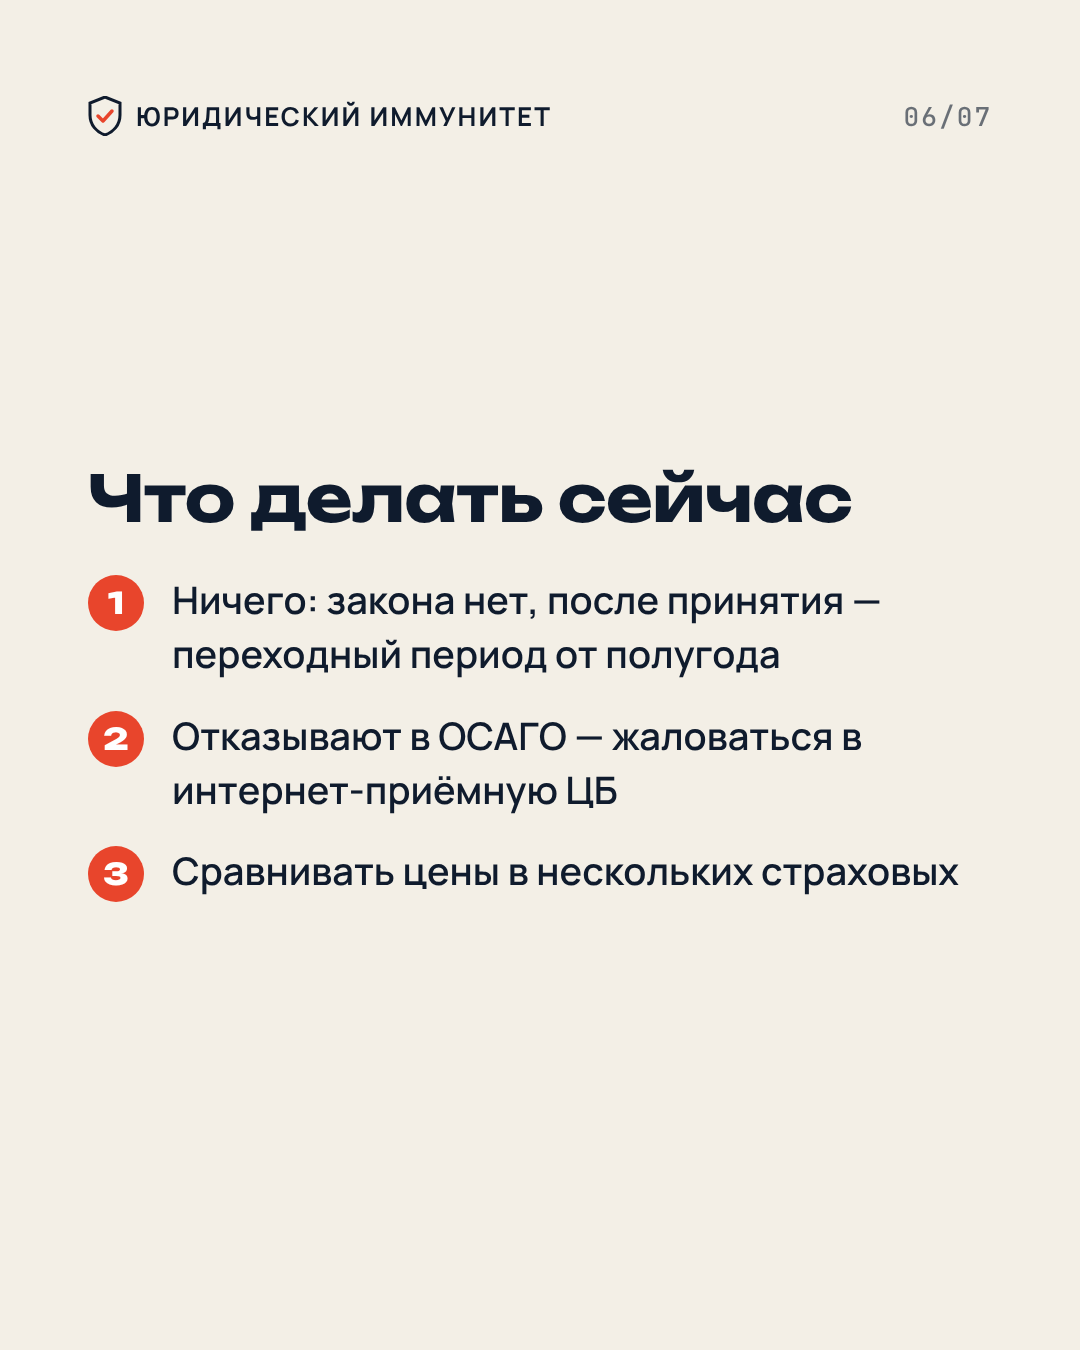 ЮРИДИЧЕСКИЙ ИММУНИТЕТ
06/07
Что делать сейчас
1 Ничего: закона нет, после принятия —
переходный период от полугода
2 Отказывают в ОСАГО — жаловаться в
интернет-приёмную ЦБ
3 Сравнивать цены в нескольких страховых